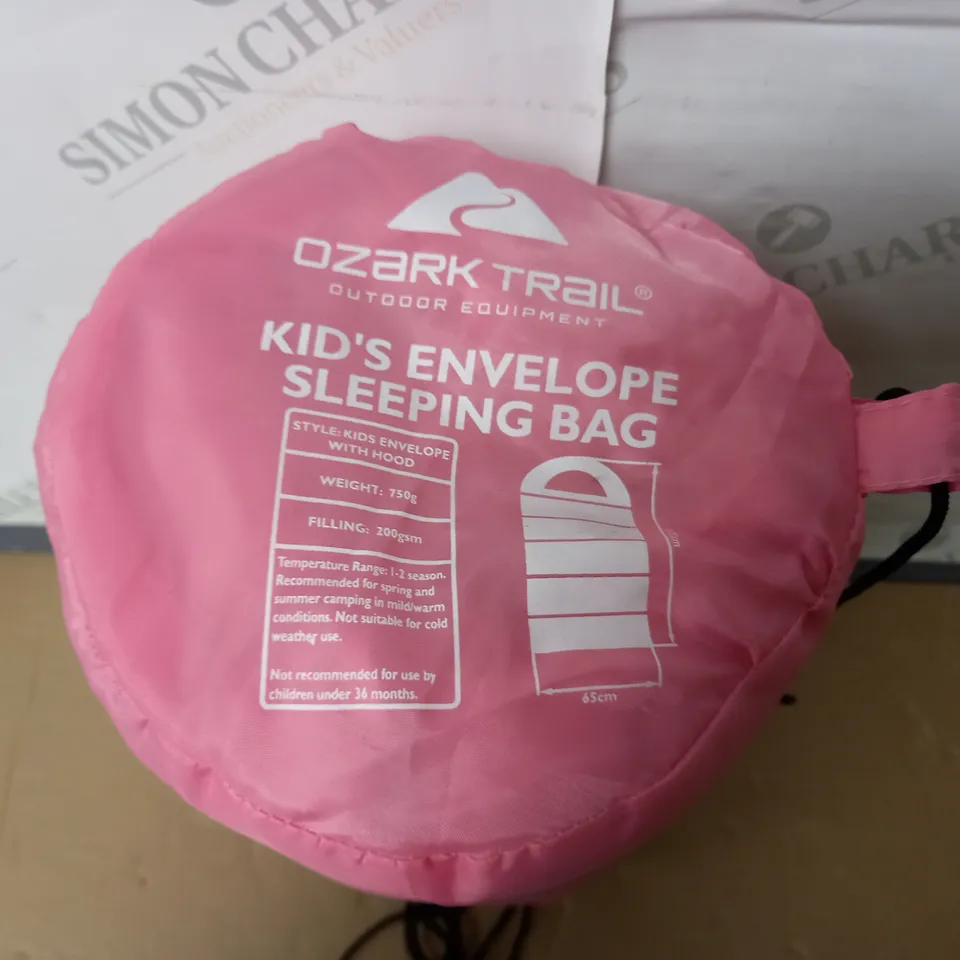 SIMON CHA
Auctioneers & Valuers
CHAR
OZARK TRAIL®
OUTDOOR EQUIPMENT
KID'S ENVELOPE
SLEEPING BAG
STYLE: KIDS ENVELOPE
WITH HOOD
WEIGHT: 750g
FILLING: 200gsm
Temperature Range: 1-2 season.
Recommended for spring and
summer camping in mild/warm
conditions. Not suitable for cold
weather use.
Not recommended for use by
children under 36 months.
65cm